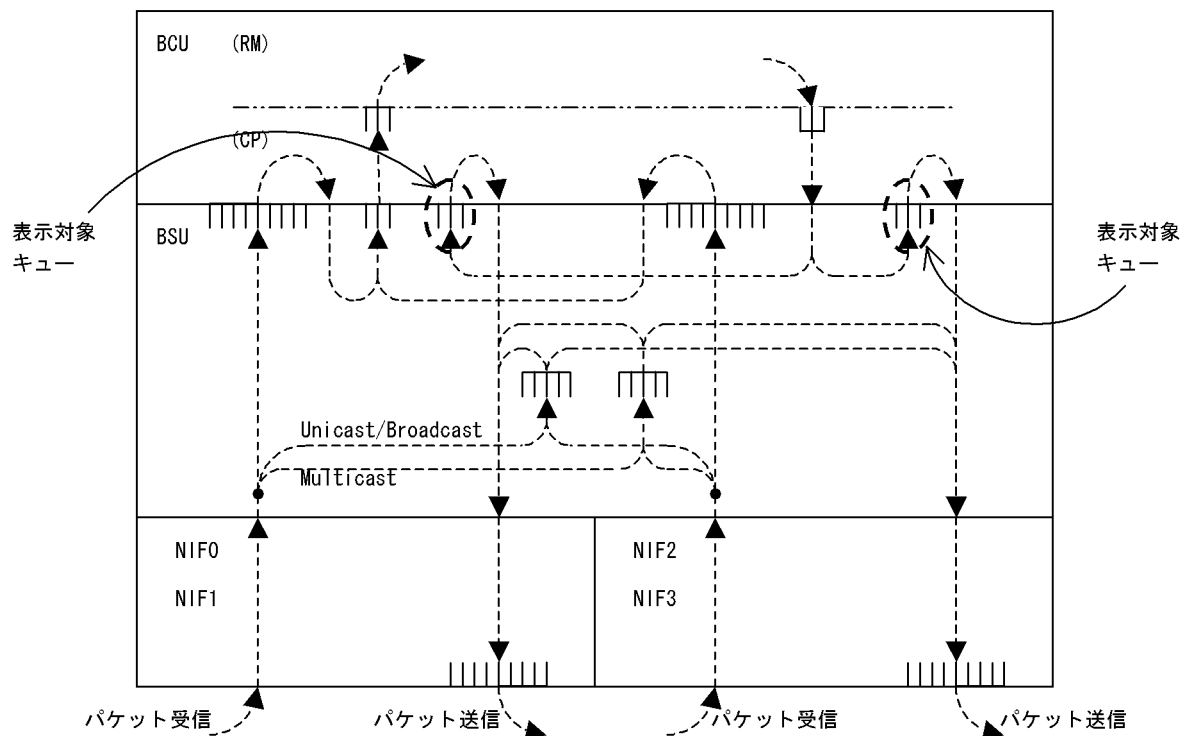 BCU (RM)
(CP)
表示対象
キュー
BSU
表示対象
キュー
Unicast/Broadcast
Multicast
NIF0
NIF1
NIF2
NIF3
パケット受信
パケット送信
パケット受信
パケット送信